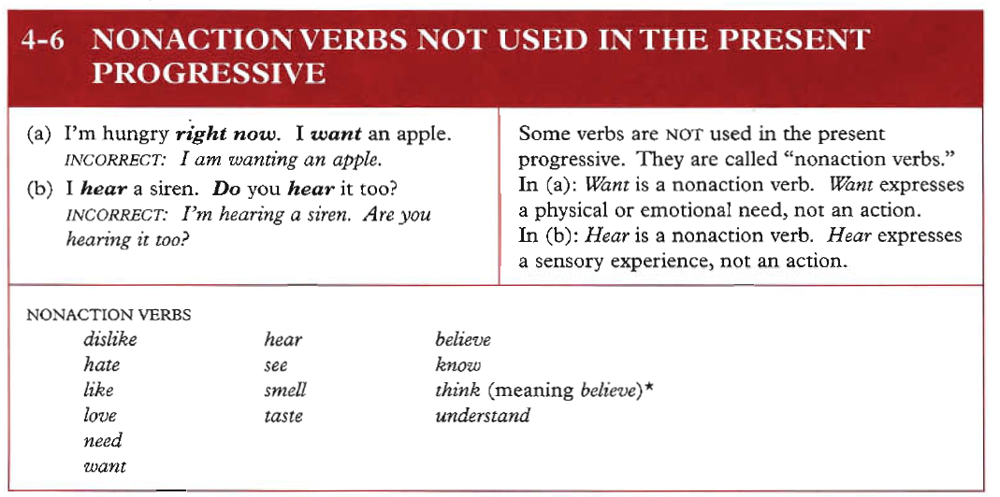 4-6 NONACTION VERBS NOT USED IN THE PRESENT
PROGRESSIVE
(a) I'm hungry right now. I want an apple.
INCORRECT: I am wanting an apple.
(b) I hear a siren. Do you hear it too?
INCORRECT: I'm hearing a siren. Are you
hearing it too?
Some verbs are NOT used in the present
progressive. They are called "nonaction verbs."
In (a): Want is a nonaction verb. Want expresses
a physical or emotional need, not an action.
In (b): Hear is a nonaction verb. Hear expresses
a sensory experience, not an action.
NONACTION VERBS
dislike hear believe
hate see know
like smell think (meaning believe)*
love taste understand
need
want